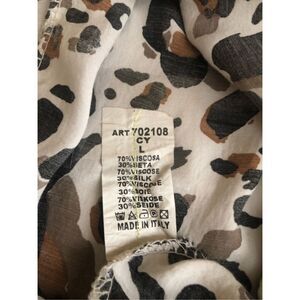 ART 702108
CY
L
70%VISCOSA
30%SETA
70%VISCOSE
30%SILK
70%VISCOSE
30%SOIE
70%VISKOSE
30%SEIDE
MADE IN ITALY